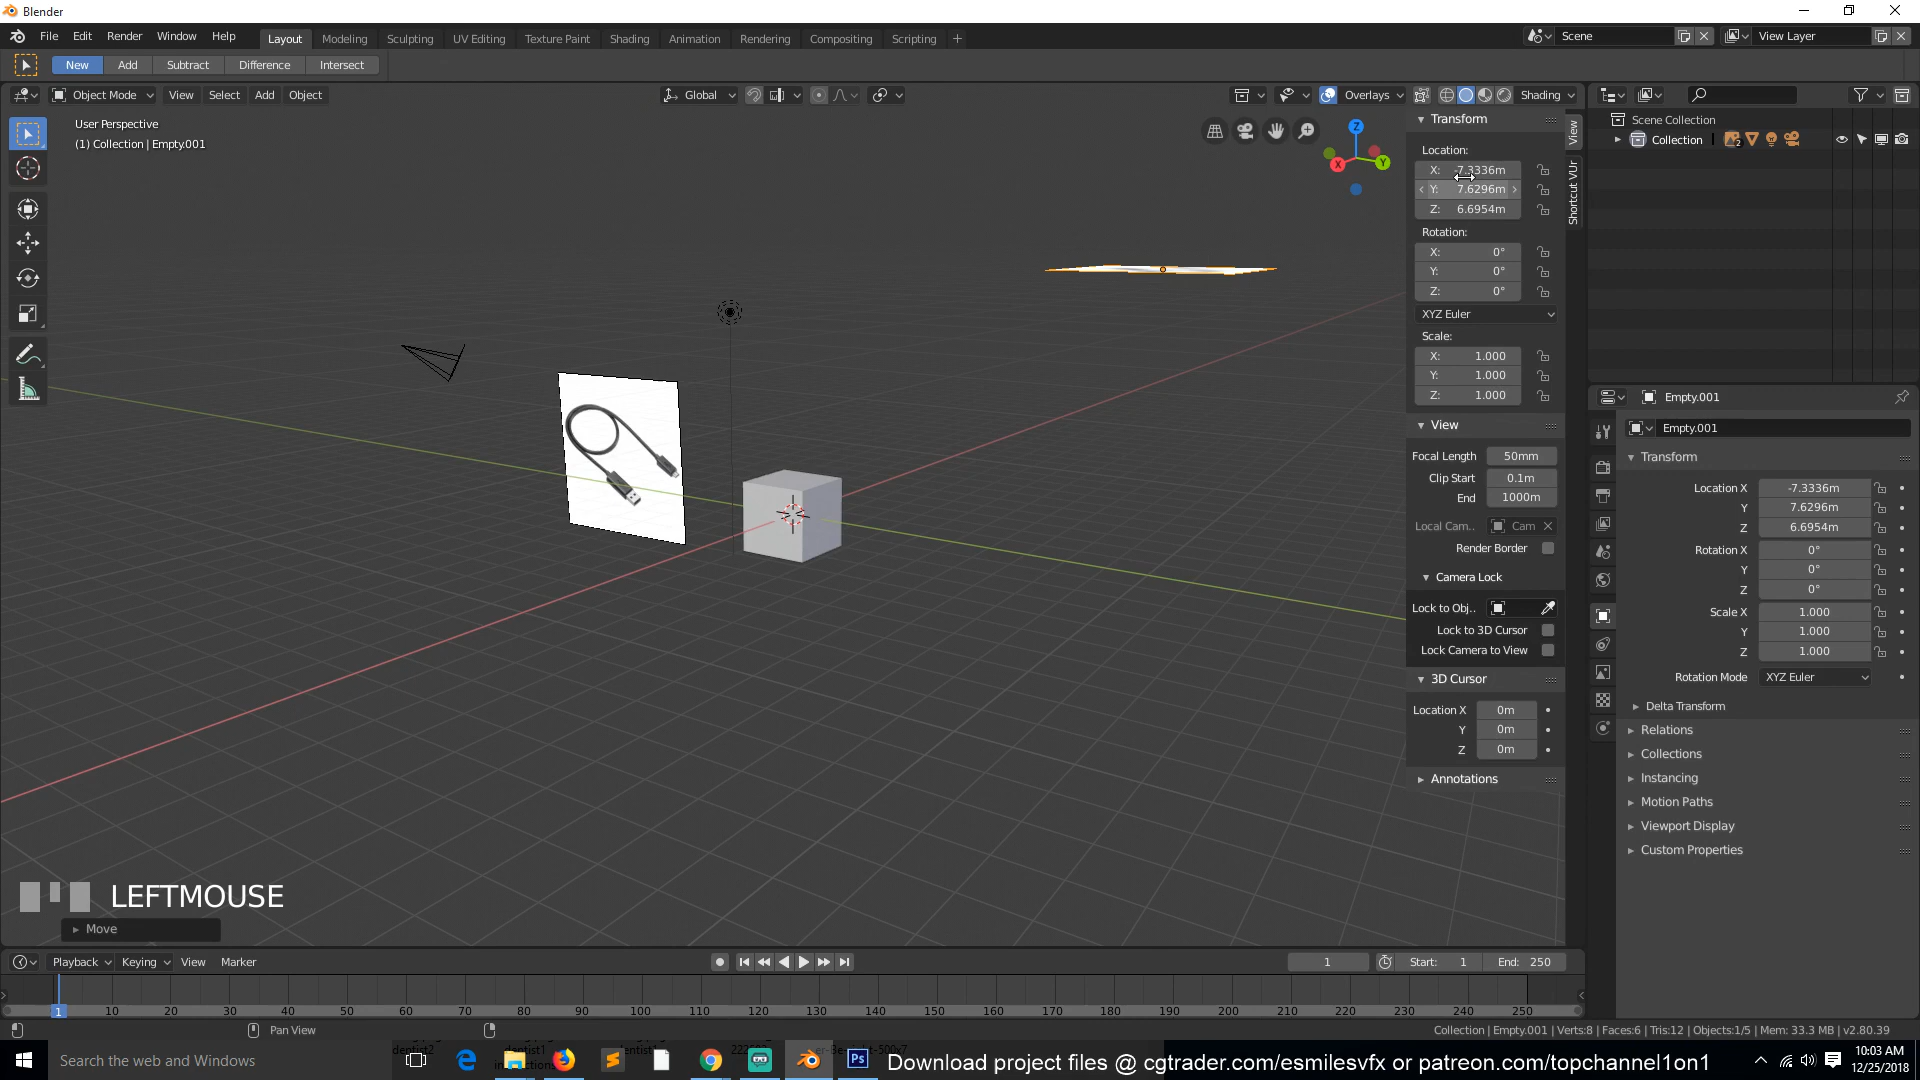 Blender
File Edit Render Window Help Layout Modeling Sculpting UV Editing Texture Paint Shading Animation Rendering Compositing Scripting + Scene View Layer
New Add Subtract Difference Intersect
Object Mode View Select Add Object Global Overlays Shading
User Perspective
(1) Collection | Empty.001
Z
X
Y
Transform
Location:
X: -7.3336m
Y: 7.6296m
Z: 6.6954m
Rotation:
X: 0°
Y: 0°
Z: 0°
XYZ Euler
Scale:
X: 1.000
Y: 1.000
Z: 1.000
View
Focal Length 50mm
Clip Start 0.1m
End 1000m
Local Cam.. Cam
Render Border
Camera Lock
Lock to Obj..
Lock to 3D Cursor
Lock Camera to View
3D Cursor
Location X 0m
Y 0m
Z 0m
Annotations
View
Shortcut VUr
Scene Collection
Collection 2
Empty.001
Empty.001
Transform
Location X -7.3336m
Y 7.6296m
Z 6.6954m
Rotation X 0°
Y 0°
Z 0°
Scale X 1.000
Y 1.000
Z 1.000
Rotation Mode XYZ Euler
Delta Transform
Relations
Collections
Instancing
Motion Paths
Viewport Display
Custom Properties
LEFTMOUSE
Move
Playback Keying View Marker 1 Start: 1 End: 250
1 10 20 30 40 50 60 70 80 90 100 110 120 130 140 150 160 170 180 190 200 210 220 230 240 250
Pan View Collection | Empty.001 | Verts:8 | Faces:6 | Tris:12 | Objects:1/5 | Mem: 33.3 MB | v2.80.39
Search the web and Windows
Download project files @ cgtrader.com/esmilesvfx or patreon.com/topchannel1on1
10:03 AM
12/25/2018